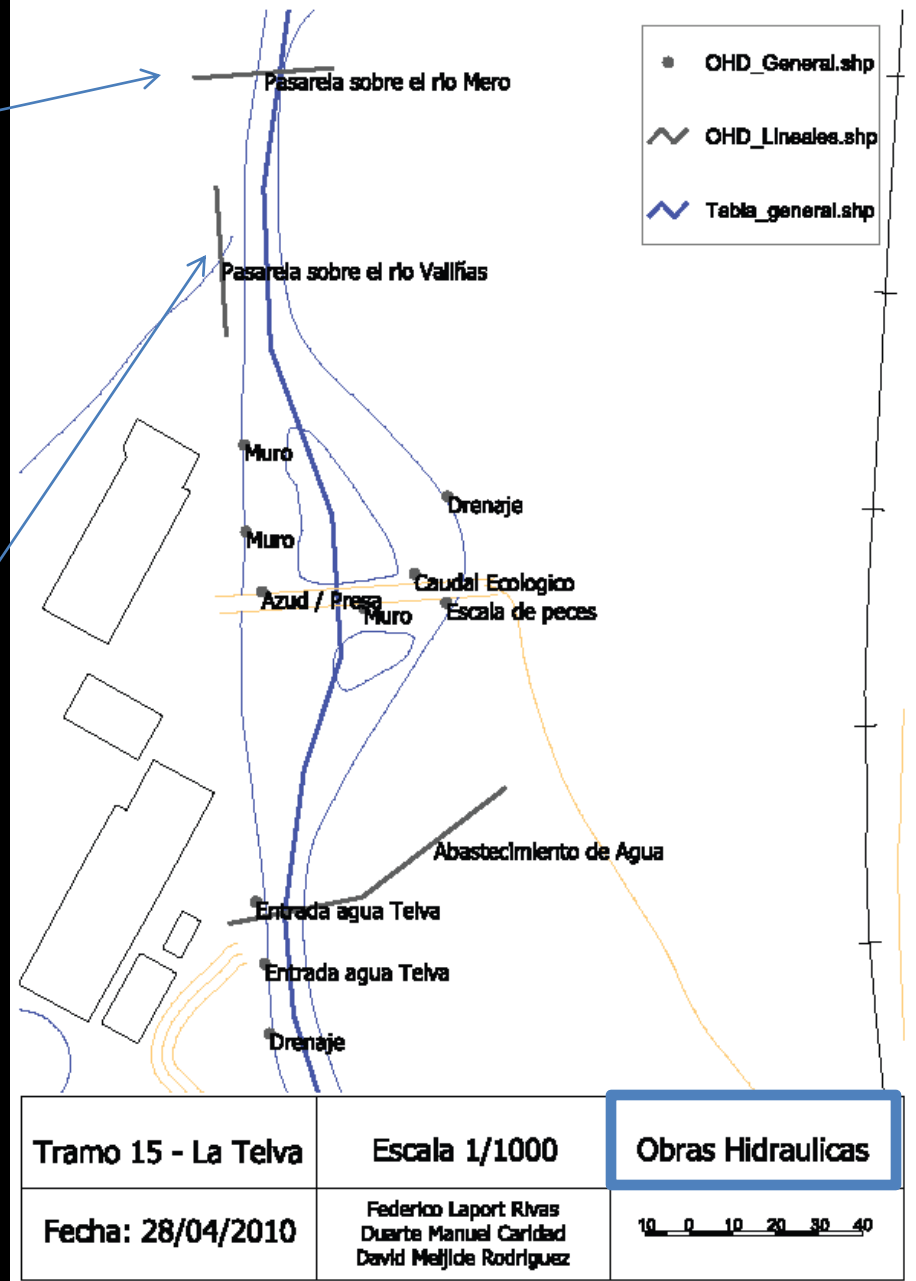 OHD_General.shp
OHD_Lineales.shp
Tabla_general.shp
Pasarela sobre el rio Mero
Pasarela sobre el rio Valiñas
Muro
Drenaje
Muro
Caudal Ecologico
Azud / Presa
Muro
Escala de peces
Abastecimiento de Agua
Entrada agua Telva
Entrada agua Telva
Drenaje
Tramo 15 - La Telva
Escala 1/1000
Obras Hidraulicas
Fecha: 28/04/2010
Federico Laport Rivas
Duarte Manuel Caridad
David Meijide Rodriguez
10 0 10 20 30 40